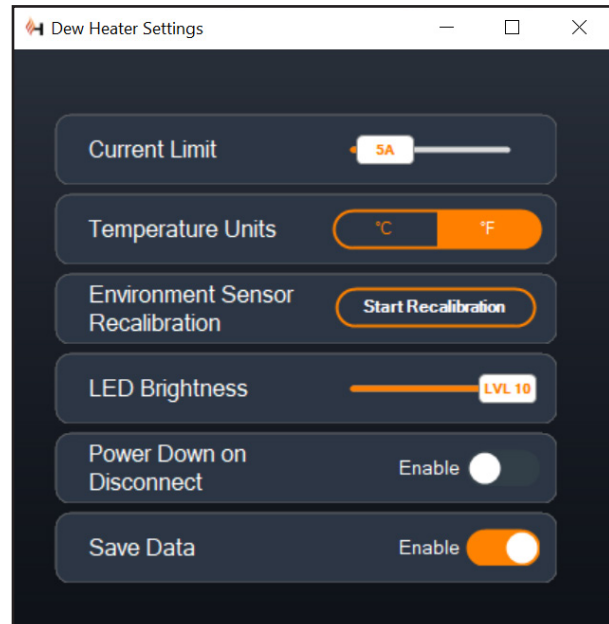 Dew Heater Settings
Current Limit
5A
Temperature Units
°C
°F
Environment Sensor
Recalibration
Start Recalibration
LED Brightness
LVL 10
Power Down on
Disconnect
Enable
Save Data
Enable